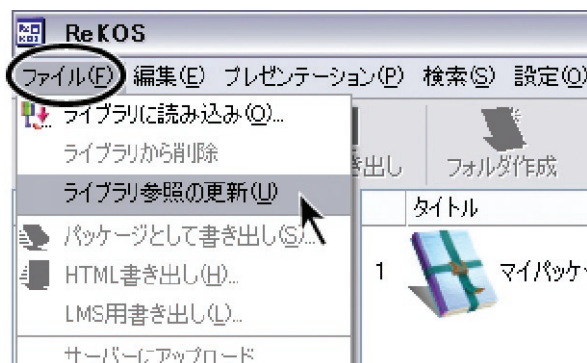 ReKOS
ファイル(F) 編集(E) プレゼンテーション(P) 検索(S) 設定(O)
ライブラリに読み込み(O)...
ライブラリから削除
ライブラリ参照の更新(U)
パッケージとして書き出し(S)...
HTML書き出し(H)...
LMS用書き出し(L)...
サーバーにアップロード
き出し フォルダ作成
タイトル
1 マイパッケ